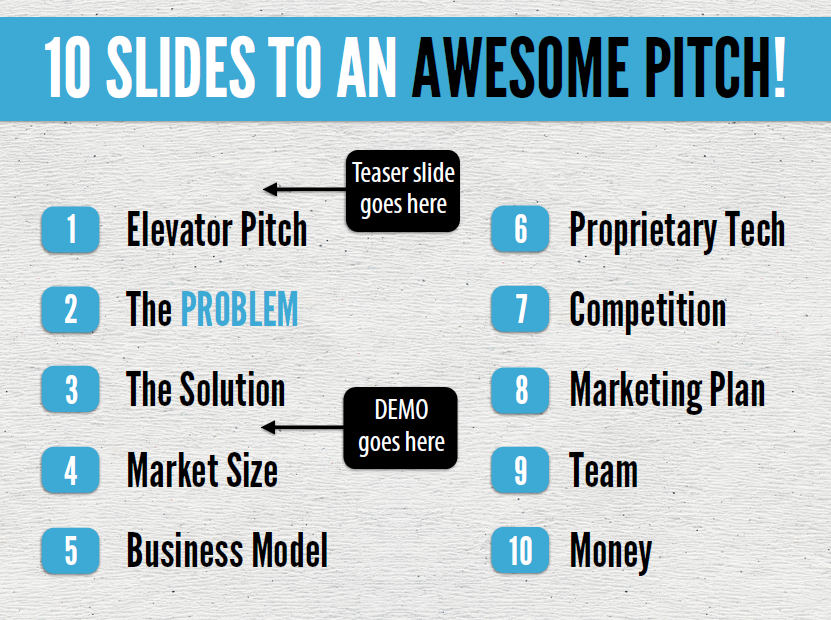 10 SLIDES TO AN AWESOME PITCH!
Teaser slide
goes here
1 Elevator Pitch
2 The PROBLEM
3 The Solution
DEMO
goes here
4 Market Size
5 Business Model
6 Proprietary Tech
7 Competition
8 Marketing Plan
9 Team
10 Money